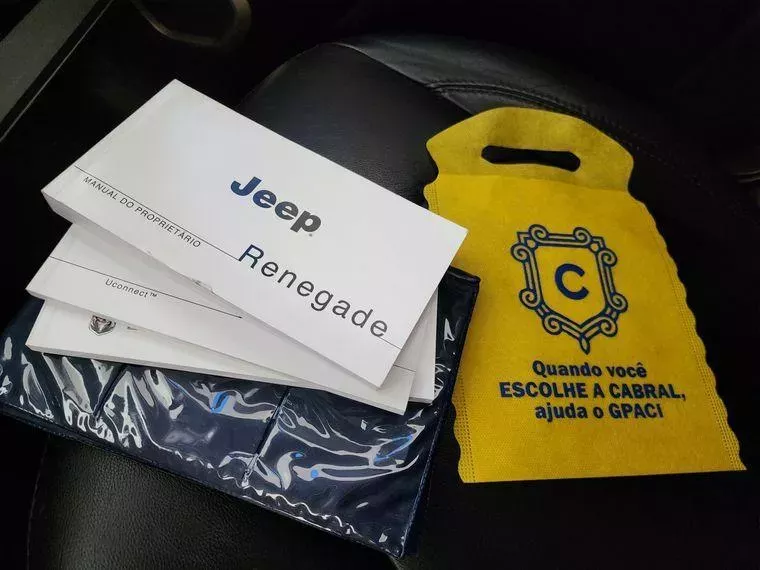 Jeep
MANUAL DO PROPRIETÁRIO
Renegade
Uconnect™
C
Quando você
ESCOLHE A CABRAL,
ajuda o GPACI